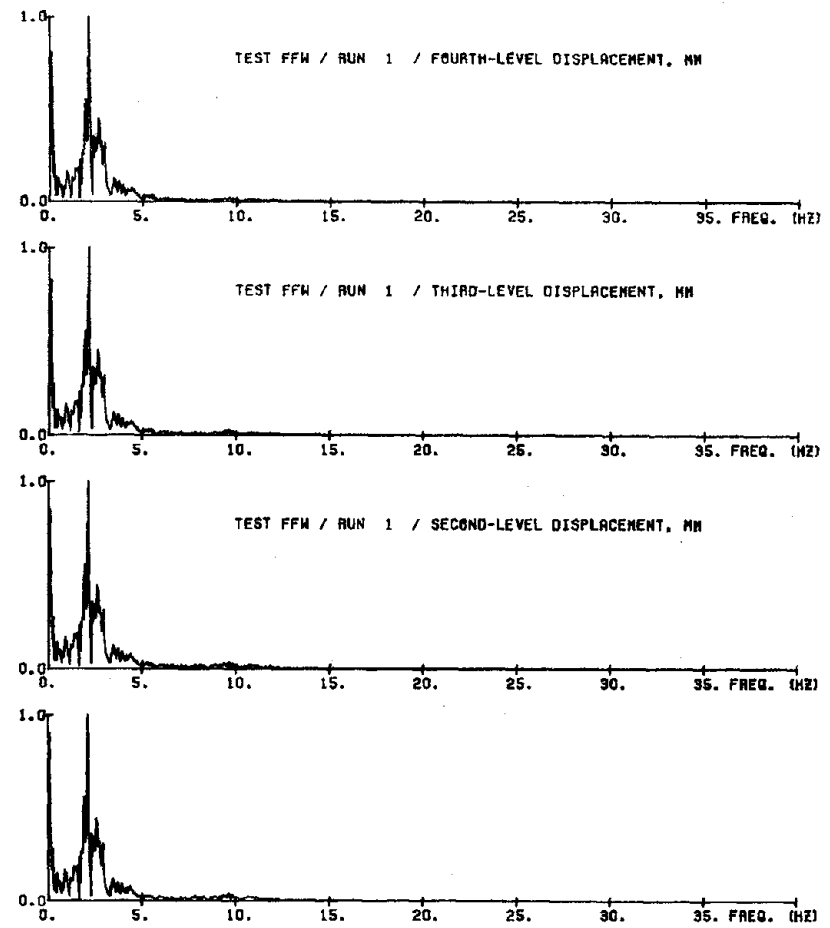 1.0
TEST FFW / RUN 1 / FOURTH-LEVEL DISPLACEMENT, MM
0.0
0. 5. 10. 15. 20. 25. 30. 35. FREQ. (HZ)
1.0
TEST FFW / RUN 1 / THIRD-LEVEL DISPLACEMENT, MM
0.0
0. 5. 10. 15. 20. 25. 30. 35. FREQ. (HZ)
1.0
TEST FFW / RUN 1 / SECOND-LEVEL DISPLACEMENT, MM
0.0
0. 5. 10. 15. 20. 25. 30. 35. FREQ. (HZ)
1.0
0.0
0. 5. 10. 15. 20. 25. 30. 35. FREQ. (HZ)